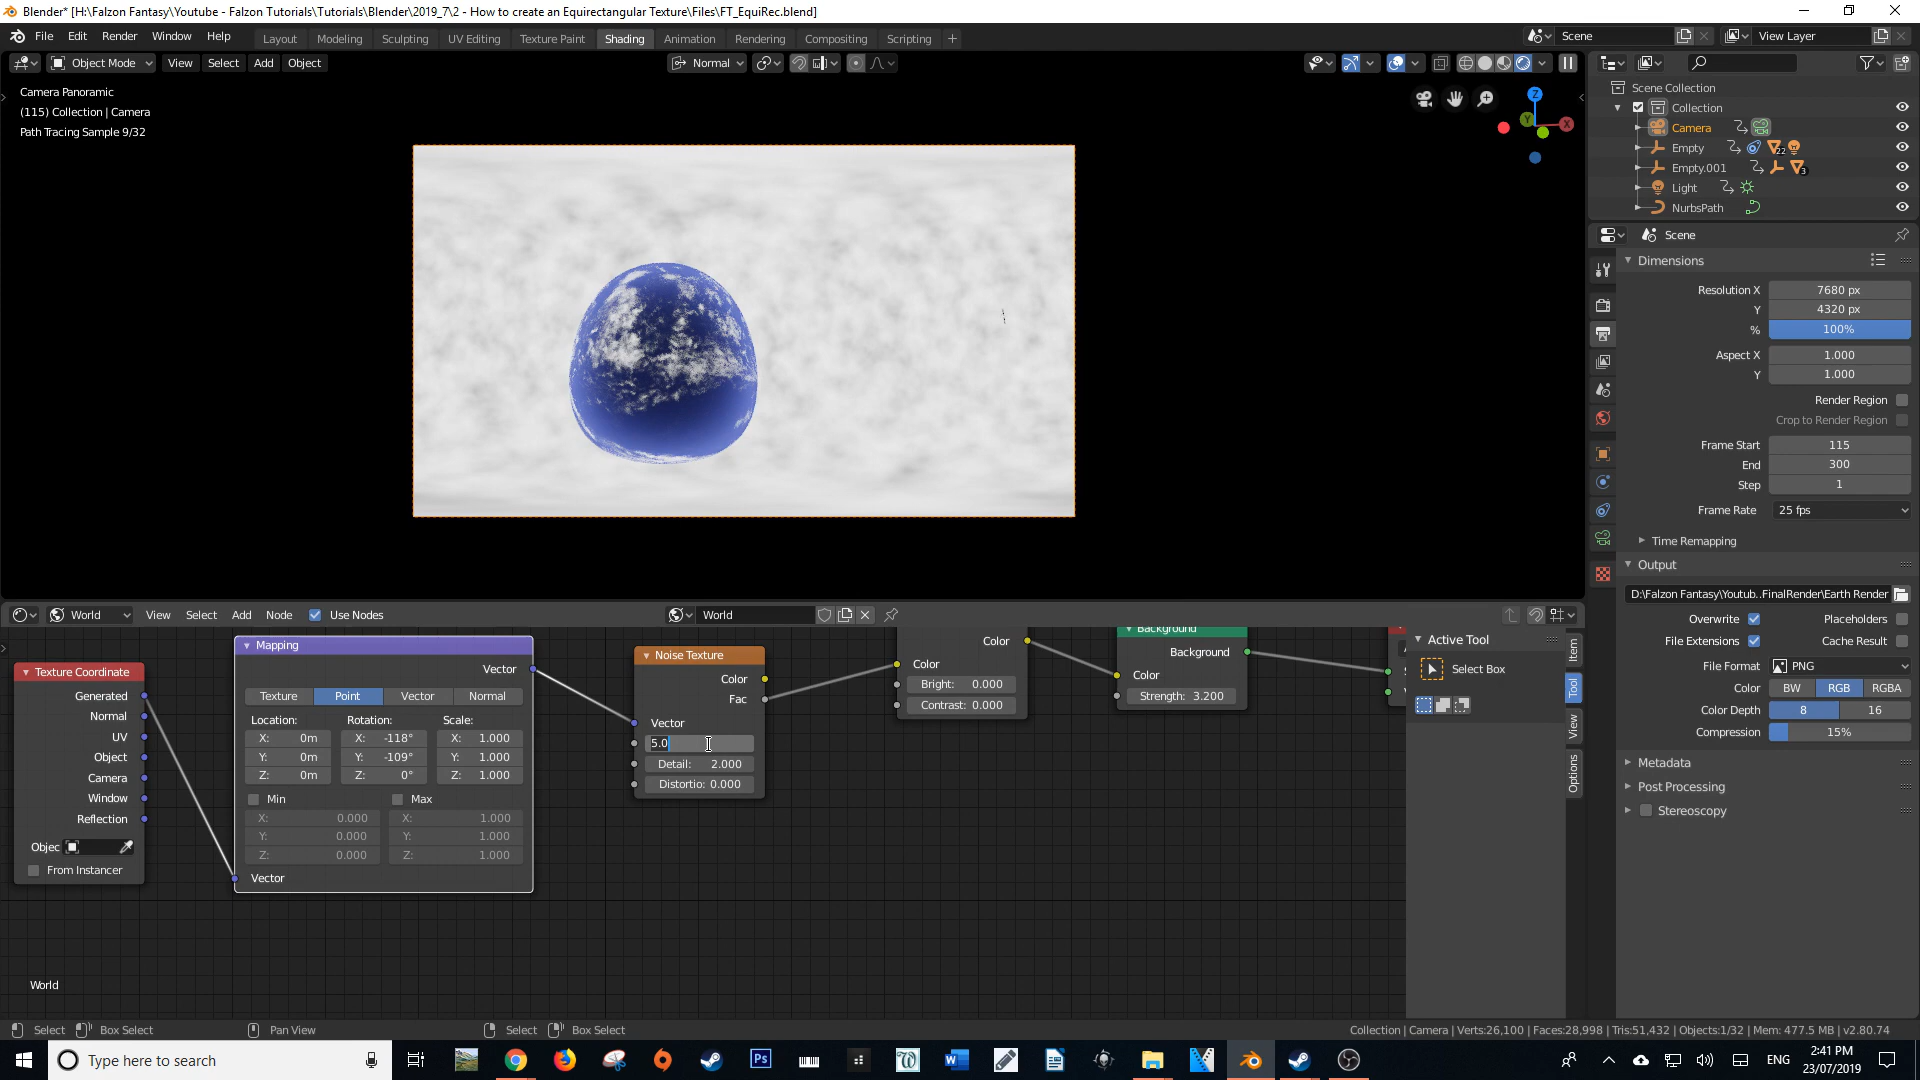 Blender* [H:\Falzon Fantasy\Youtube - Falzon Tutorials\Tutorials\Blender\2019_7\2 - How to create an Equirectangular Texture\Files\FT_EquiRec.blend]
File Edit Render Window Help
Layout Modeling Sculpting UV Editing Texture Paint Shading Animation Rendering Compositing Scripting +
Scene
View Layer
Object Mode View Select Add Object
Normal
Camera Panoramic
(115) Collection | Camera
Path Tracing Sample 9/32
Z
Y
X
Scene Collection
Collection
Camera
Empty 22
Empty.001 3
Light
NurbsPath
Scene
Dimensions
Resolution X 7680 px
Y 4320 px
% 100%
Aspect X 1.000
Y 1.000
Render Region
Crop to Render Region
Frame Start 115
End 300
Step 1
Frame Rate 25 fps
Time Remapping
Output
D:\Falzon Fantasy\Youtub..FinalRender\Earth Render
Overwrite Placeholders
File Extensions Cache Result
File Format PNG
Color BW RGB RGBA
Color Depth 8 16
Compression 15%
Metadata
Post Processing
Stereoscopy
World View Select Add Node Use Nodes
World
Texture Coordinate
Generated
Normal
UV
Object
Camera
Window
Reflection
Objec
From Instancer
Mapping
Vector
Texture Point Vector Normal
Location: Rotation: Scale:
X: 0m X: -118° X: 1.000
Y: 0m Y: -109° Y: 1.000
Z: 0m Z: 0° Z: 1.000
Min Max
X: 0.000 X: 1.000
Y: 0.000 Y: 1.000
Z: 0.000 Z: 1.000
Vector
Noise Texture
Color
Fac
Vector
5.0
Detail: 2.000
Distortio: 0.000
Color
Color
Bright: 0.000
Contrast: 0.000
Background
Background
Color
Strength: 3.200
Active Tool
Select Box
Item
Tool
View
Options
World
Select Box Select Pan View Select Box Select
Collection | Camera | Verts:26,100 | Faces:28,998 | Tris:51,432 | Objects:1/32 | Mem: 477.5 MB | v2.80.74
Type here to search
Ps
ENG
2:41 PM
23/07/2019